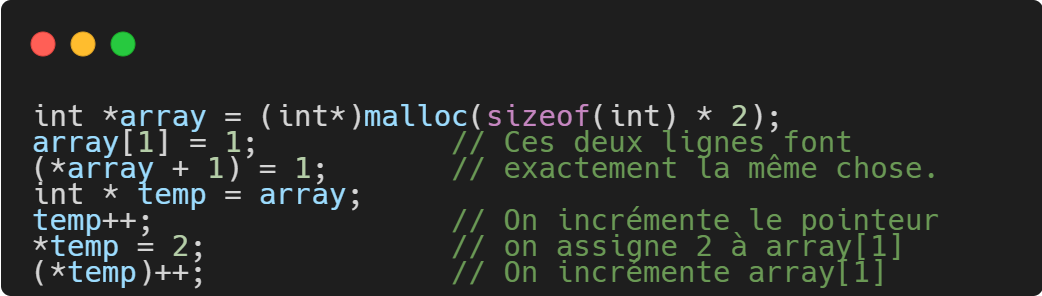 int *array = (int*)malloc(sizeof(int) * 2);
array[1] = 1;           // Ces deux lignes font
(*array + 1) = 1;       // exactement la même chose.
int * temp = array;
temp++;                 // On incrémente le pointeur
*temp = 2;              // on assigne 2 à array[1]
(*temp)++;              // On incrémente array[1]